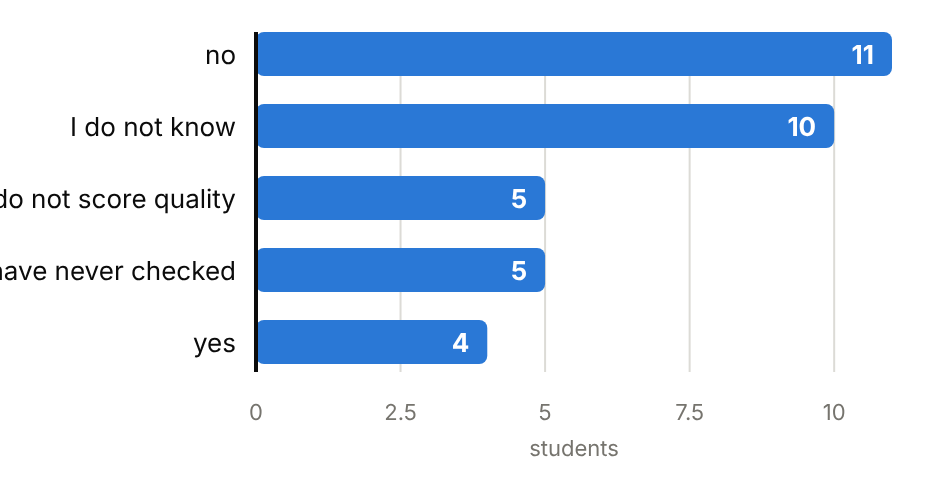 no
11
I do not know
10
do not score quality
5
have never checked
5
yes
4
0 2.5 5 7.5 10
students